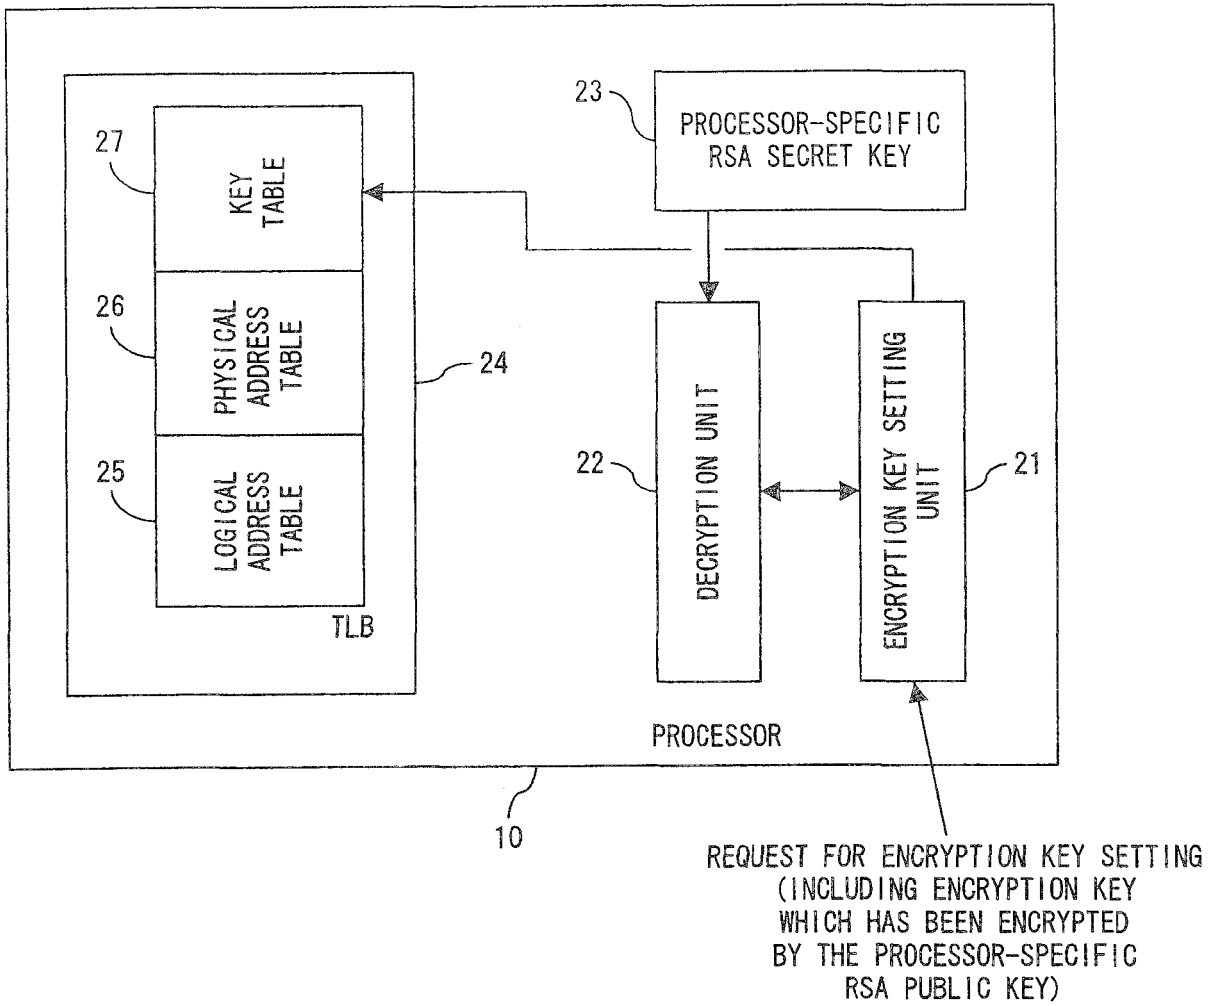 23
PROCESSOR-SPECIFIC
RSA SECRET KEY
27
KEY
TABLE
26
PHYSICAL
ADDRESS
TABLE
24
25
LOGICAL
ADDRESS
TABLE
TLB
22
DECRYPTION UNIT
ENCRYPTION KEY SETTING
UNIT
21
PROCESSOR
10
REQUEST FOR ENCRYPTION KEY SETTING
(INCLUDING ENCRYPTION KEY
WHICH HAS BEEN ENCRYPTED
BY THE PROCESSOR-SPECIFIC
RSA PUBLIC KEY)